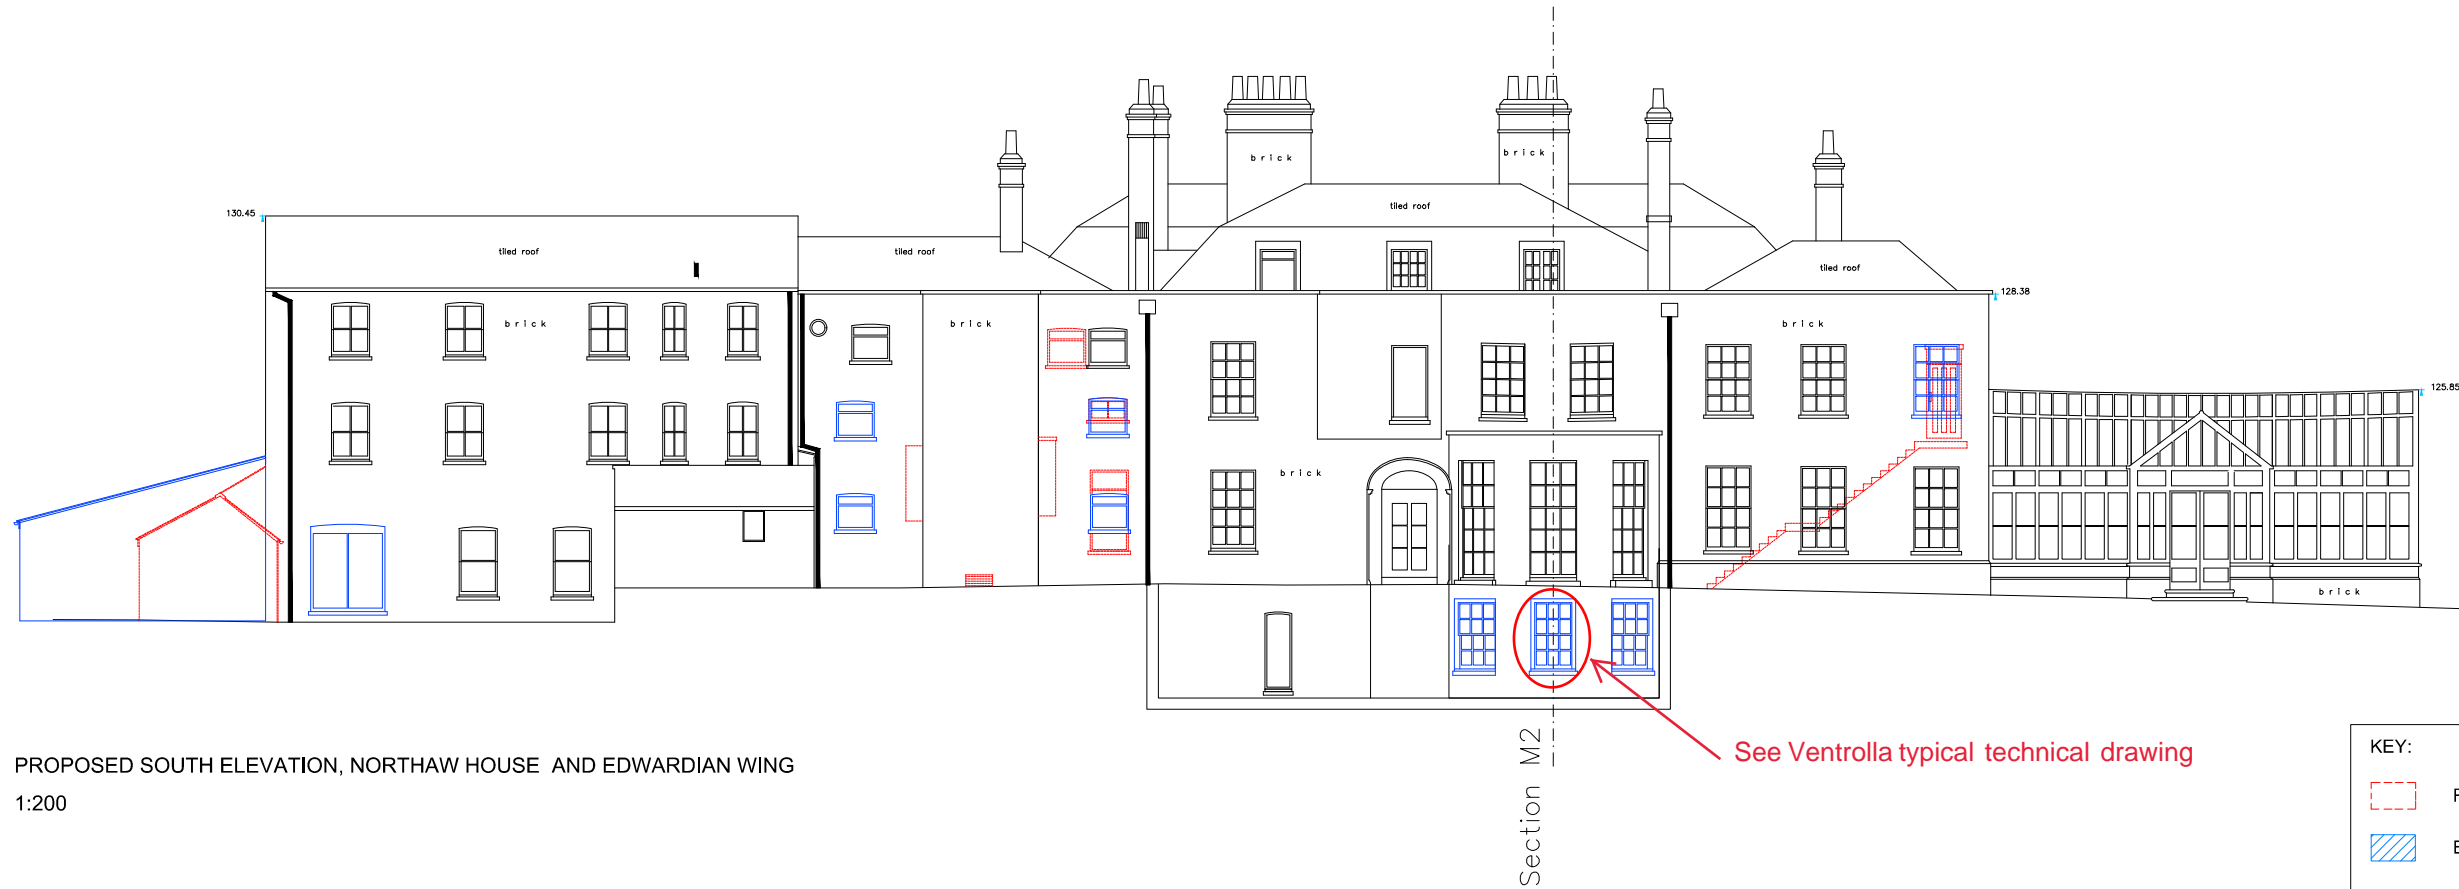 brick
brick
tiled roof
130.45
tiled roof
tiled roof
tiled roof
128.38
brick
brick
brick
125.85
brick
brick
Section M2
See Ventrolla typical technical drawing
KEY:
PROPOSED SOUTH ELEVATION, NORTHAW HOUSE AND EDWARDIAN WING
1:200